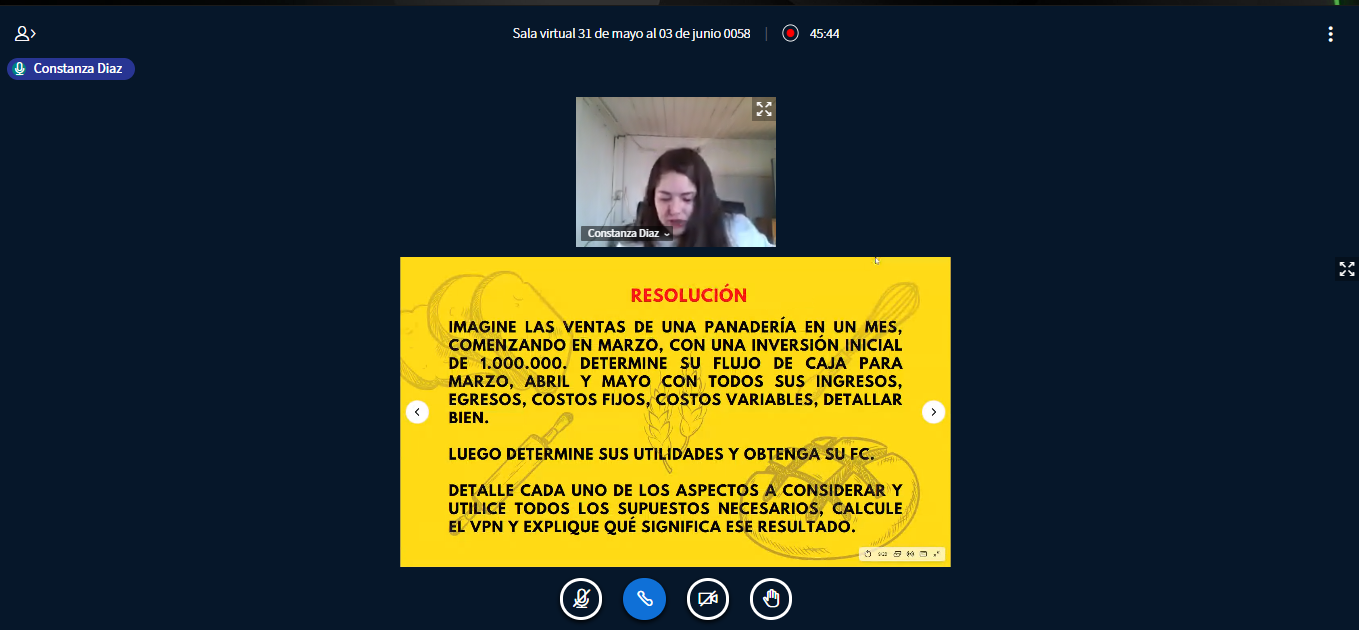 Sala virtual 31 de mayo al 03 de junio 0058
45:44
Constanza Diaz
Constanza Diaz
RESOLUCIÓN
IMAGINE LAS VENTAS DE UNA PANADERÍA EN UN MES,
COMENZANDO EN MARZO, CON UNA INVERSIÓN INICIAL
DE 1.000.000. DETERMINE SU FLUJO DE CAJA PARA
MARZO, ABRIL Y MAYO CON TODOS SUS INGRESOS,
EGRESOS, COSTOS FIJOS, COSTOS VARIABLES, DETALLAR
BIEN.
LUEGO DETERMINE SUS UTILIDADES Y OBTENGA SU FC.
DETALLE CADA UNO DE LOS ASPECTOS A CONSIDERAR Y
UTILICE TODOS LOS SUPUESTOS NECESARIOS, CALCULE
EL VPN Y EXPLIQUE QUÉ SIGNIFICA ESE RESULTADO.